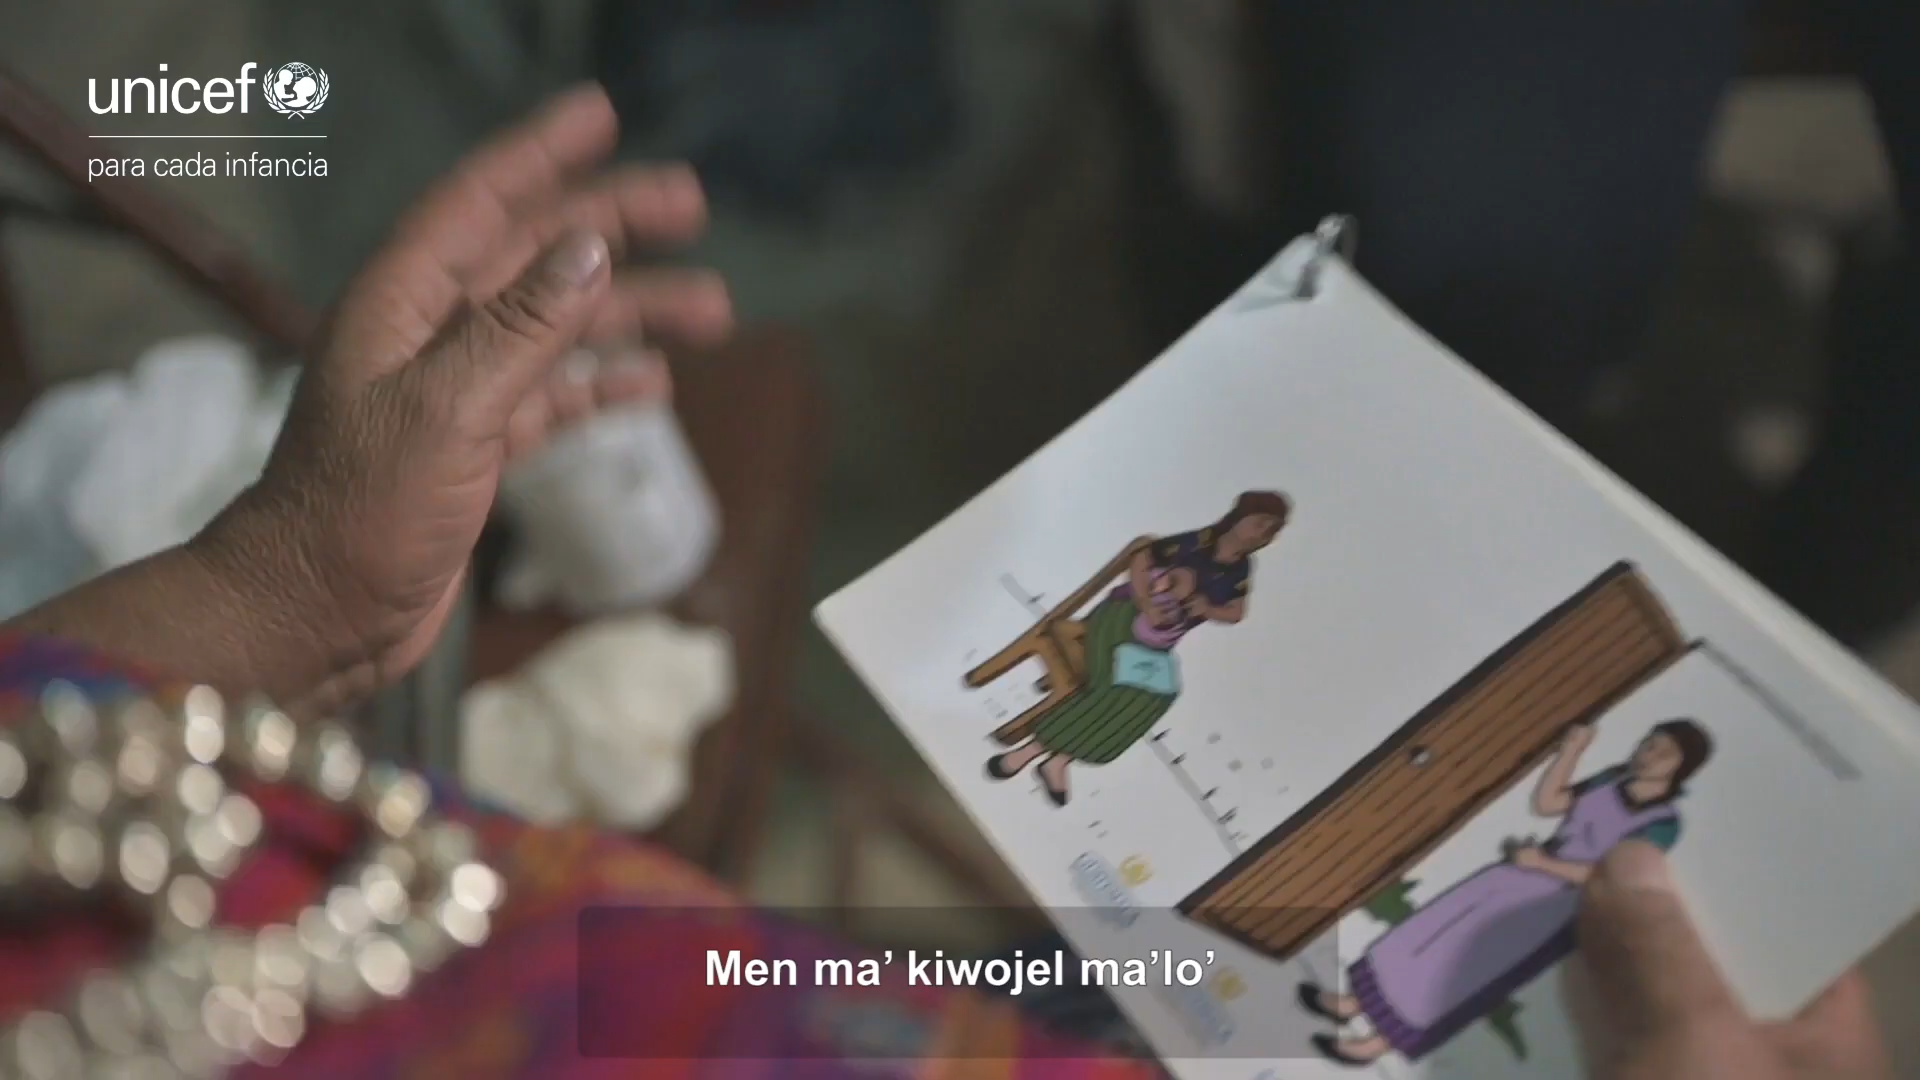 unicef
para cada infancia
Men ma’ kiwojel ma’lo’